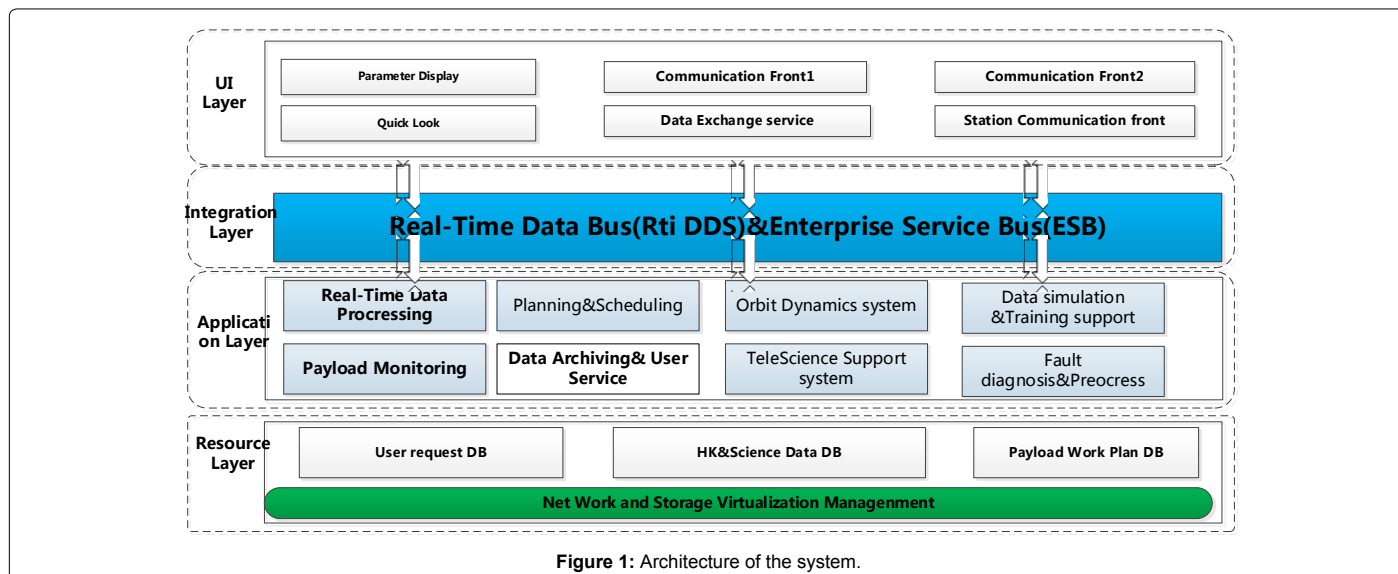 UI
Layer
Parameter Display
Communication Front1
Communication Front2
Quick Look
Data Exchange service
Station Communication front
Integration
Layer
Real-Time Data Bus(Rti DDS)&Enterprise Service Bus(ESB)
Applicati
on Layer
Real-Time Data
Procressing
Planning&Scheduling
Orbit Dynamics system
Data simulation
&Training support
Payload Monitoring
Data Archiving& User
Service
TeleScience Support
system
Fault
diagnosis&Preocress
Resource
Layer
User request DB
HK&Science Data DB
Payload Work Plan DB
Net Work and Storage Virtualization Managenment
Figure 1: Architecture of the system.